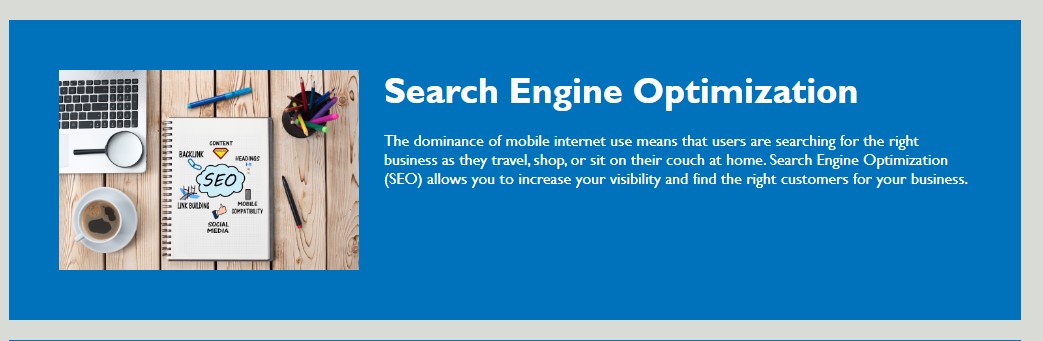 Search Engine Optimization
The dominance of mobile internet use means that users are searching for the right
business as they travel, shop, or sit on their couch at home. Search Engine Optimization
(SEO) allows you to increase your visibility and find the right customers for your business.
CONTENT
BACKLINK
HEADINGS
SEO
LINK BUILDING
MOBILE
COMPATIBILITY
SOCIAL
MEDIA